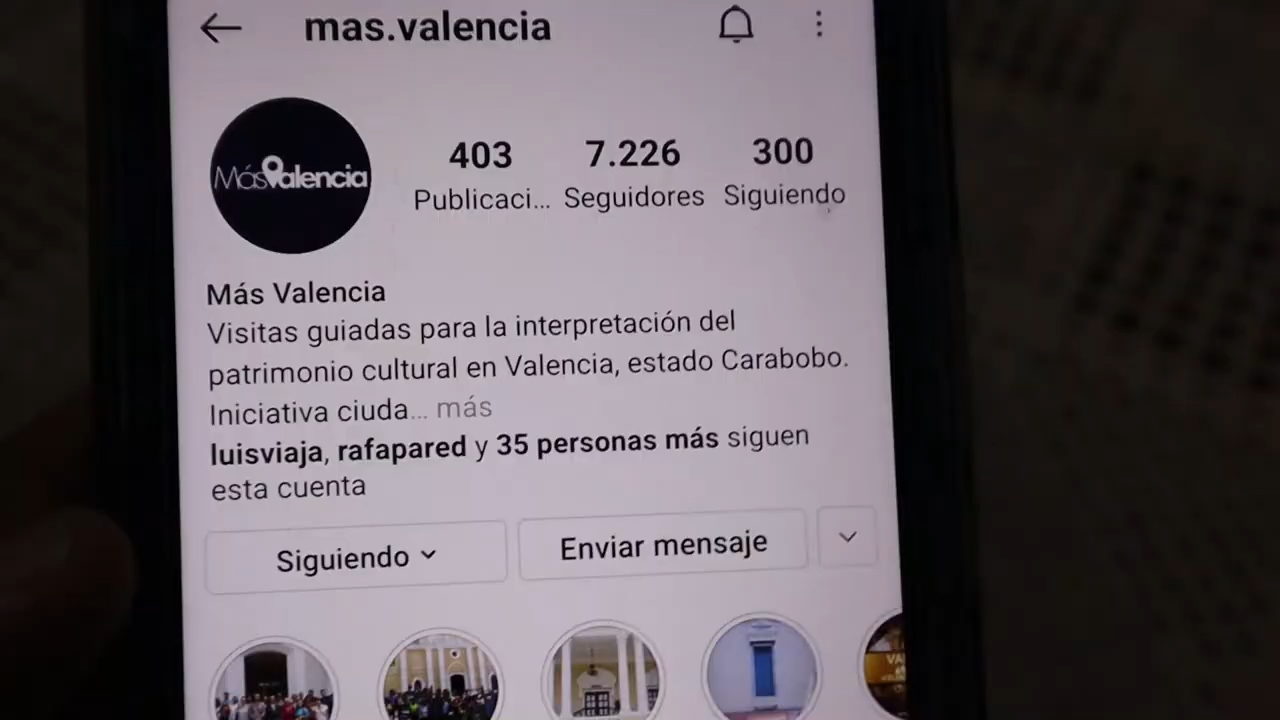 mas.valencia
MásValencia
403 7.226 300
Publicaci... Seguidores Siguiendo
Más Valencia
Visitas guiadas para la interpretación del
patrimonio cultural en Valencia, estado Carabobo.
Iniciativa ciuda... más
luisviaja, rafapared y 35 personas más siguen
esta cuenta
Siguiendo
Enviar mensaje